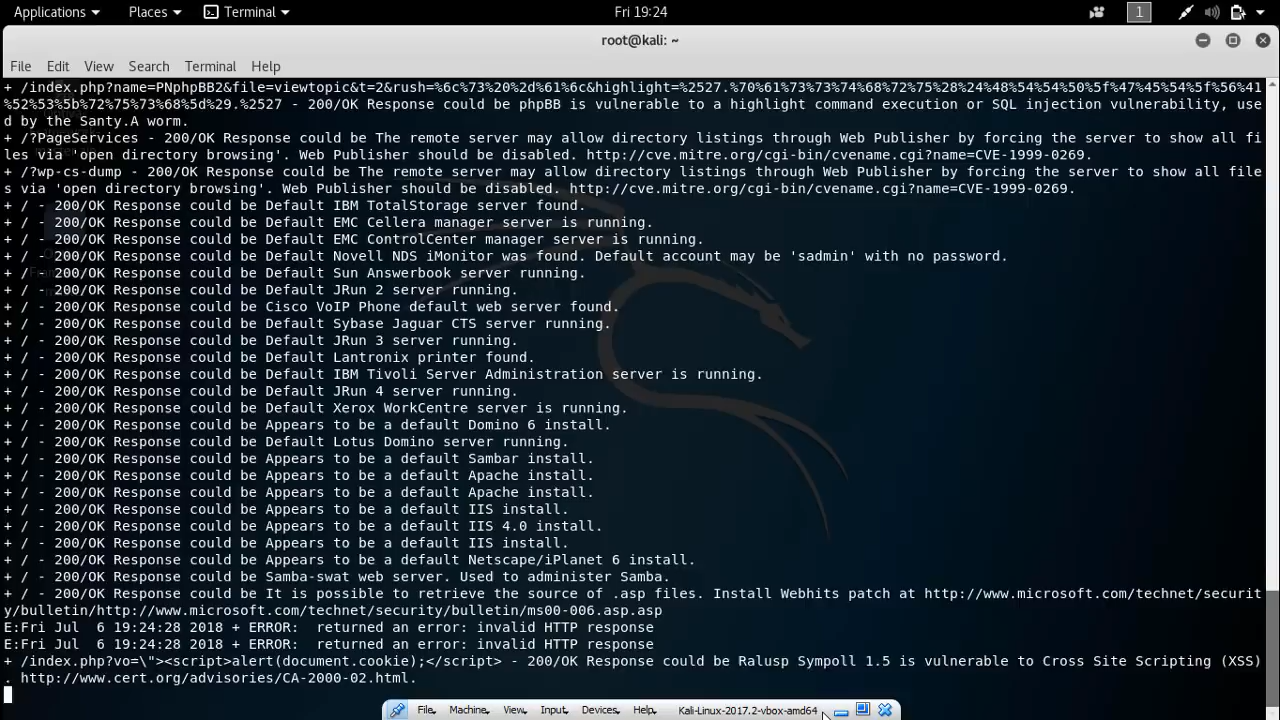 Applications Places Terminal Fri 19:24 1
root@kali: ~
File Edit View Search Terminal Help
+ /index.php?name=PNphpBB2&file=viewtopic&t=2&rush=%6c%73%20%2d%61%6c&highlight=%2527.%70%61%73%73%74%68%72%75%28%24%48%54%54%50%5f%47%45%54%5f%56%41
%52%53%5b%72%75%73%68%5d%29.%2527 - 200/OK Response could be phpBB is vulnerable to a highlight command execution or SQL injection vulnerability, use
d by the Santy.A worm.
+ /?PageServices - 200/OK Response could be The remote server may allow directory listings through Web Publisher by forcing the server to show all fi
les via 'open directory browsing'. Web Publisher should be disabled. http://cve.mitre.org/cgi-bin/cvename.cgi?name=CVE-1999-0269.
+ /?wp-cs-dump - 200/OK Response could be The remote server may allow directory listings through Web Publisher by forcing the server to show all file
s via 'open directory browsing'. Web Publisher should be disabled. http://cve.mitre.org/cgi-bin/cvename.cgi?name=CVE-1999-0269.
+ / - 200/OK Response could be Default IBM TotalStorage server found.
+ / - 200/OK Response could be Default EMC Cellera manager server is running.
+ / - 200/OK Response could be Default EMC ControlCenter manager server is running.
+ / - 200/OK Response could be Default Novell NDS iMonitor was found. Default account may be 'sadmin' with no password.
+ / - 200/OK Response could be Default Sun Answerbook server running.
+ / - 200/OK Response could be Default JRun 2 server running.
+ / - 200/OK Response could be Cisco VoIP Phone default web server found.
+ / - 200/OK Response could be Default Sybase Jaguar CTS server running.
+ / - 200/OK Response could be Default JRun 3 server running.
+ / - 200/OK Response could be Default Lantronix printer found.
+ / - 200/OK Response could be Default IBM Tivoli Server Administration server is running.
+ / - 200/OK Response could be Default JRun 4 server running.
+ / - 200/OK Response could be Default Xerox WorkCentre server is running.
+ / - 200/OK Response could be Appears to be a default Domino 6 install.
+ / - 200/OK Response could be Default Lotus Domino server running.
+ / - 200/OK Response could be Appears to be a default Sambar install.
+ / - 200/OK Response could be Appears to be a default Apache install.
+ / - 200/OK Response could be Appears to be a default Apache install.
+ / - 200/OK Response could be Appears to be a default IIS install.
+ / - 200/OK Response could be Appears to be a default IIS 4.0 install.
+ / - 200/OK Response could be Appears to be a default IIS install.
+ / - 200/OK Response could be Appears to be a default Netscape/iPlanet 6 install.
+ / - 200/OK Response could be Samba-swat web server. Used to administer Samba.
+ / - 200/OK Response could be It is possible to retrieve the source of .asp files. Install Webhits patch at http://www.microsoft.com/technet/securit
y/bulletin/http://www.microsoft.com/technet/security/bulletin/ms00-006.asp.asp
E:Fri Jul  6 19:24:28 2018 + ERROR:  returned an error: invalid HTTP response
E:Fri Jul  6 19:24:28 2018 + ERROR:  returned an error: invalid HTTP response
+ /index.php?vo=\"><script>alert(document.cookie);</script> - 200/OK Response could be Ralusp Sympoll 1.5 is vulnerable to Cross Site Scripting (XSS)
. http://www.cert.org/advisories/CA-2000-02.html.
File Machine View Input Devices Help Kali-Linux-2017.2-vbox-amd64